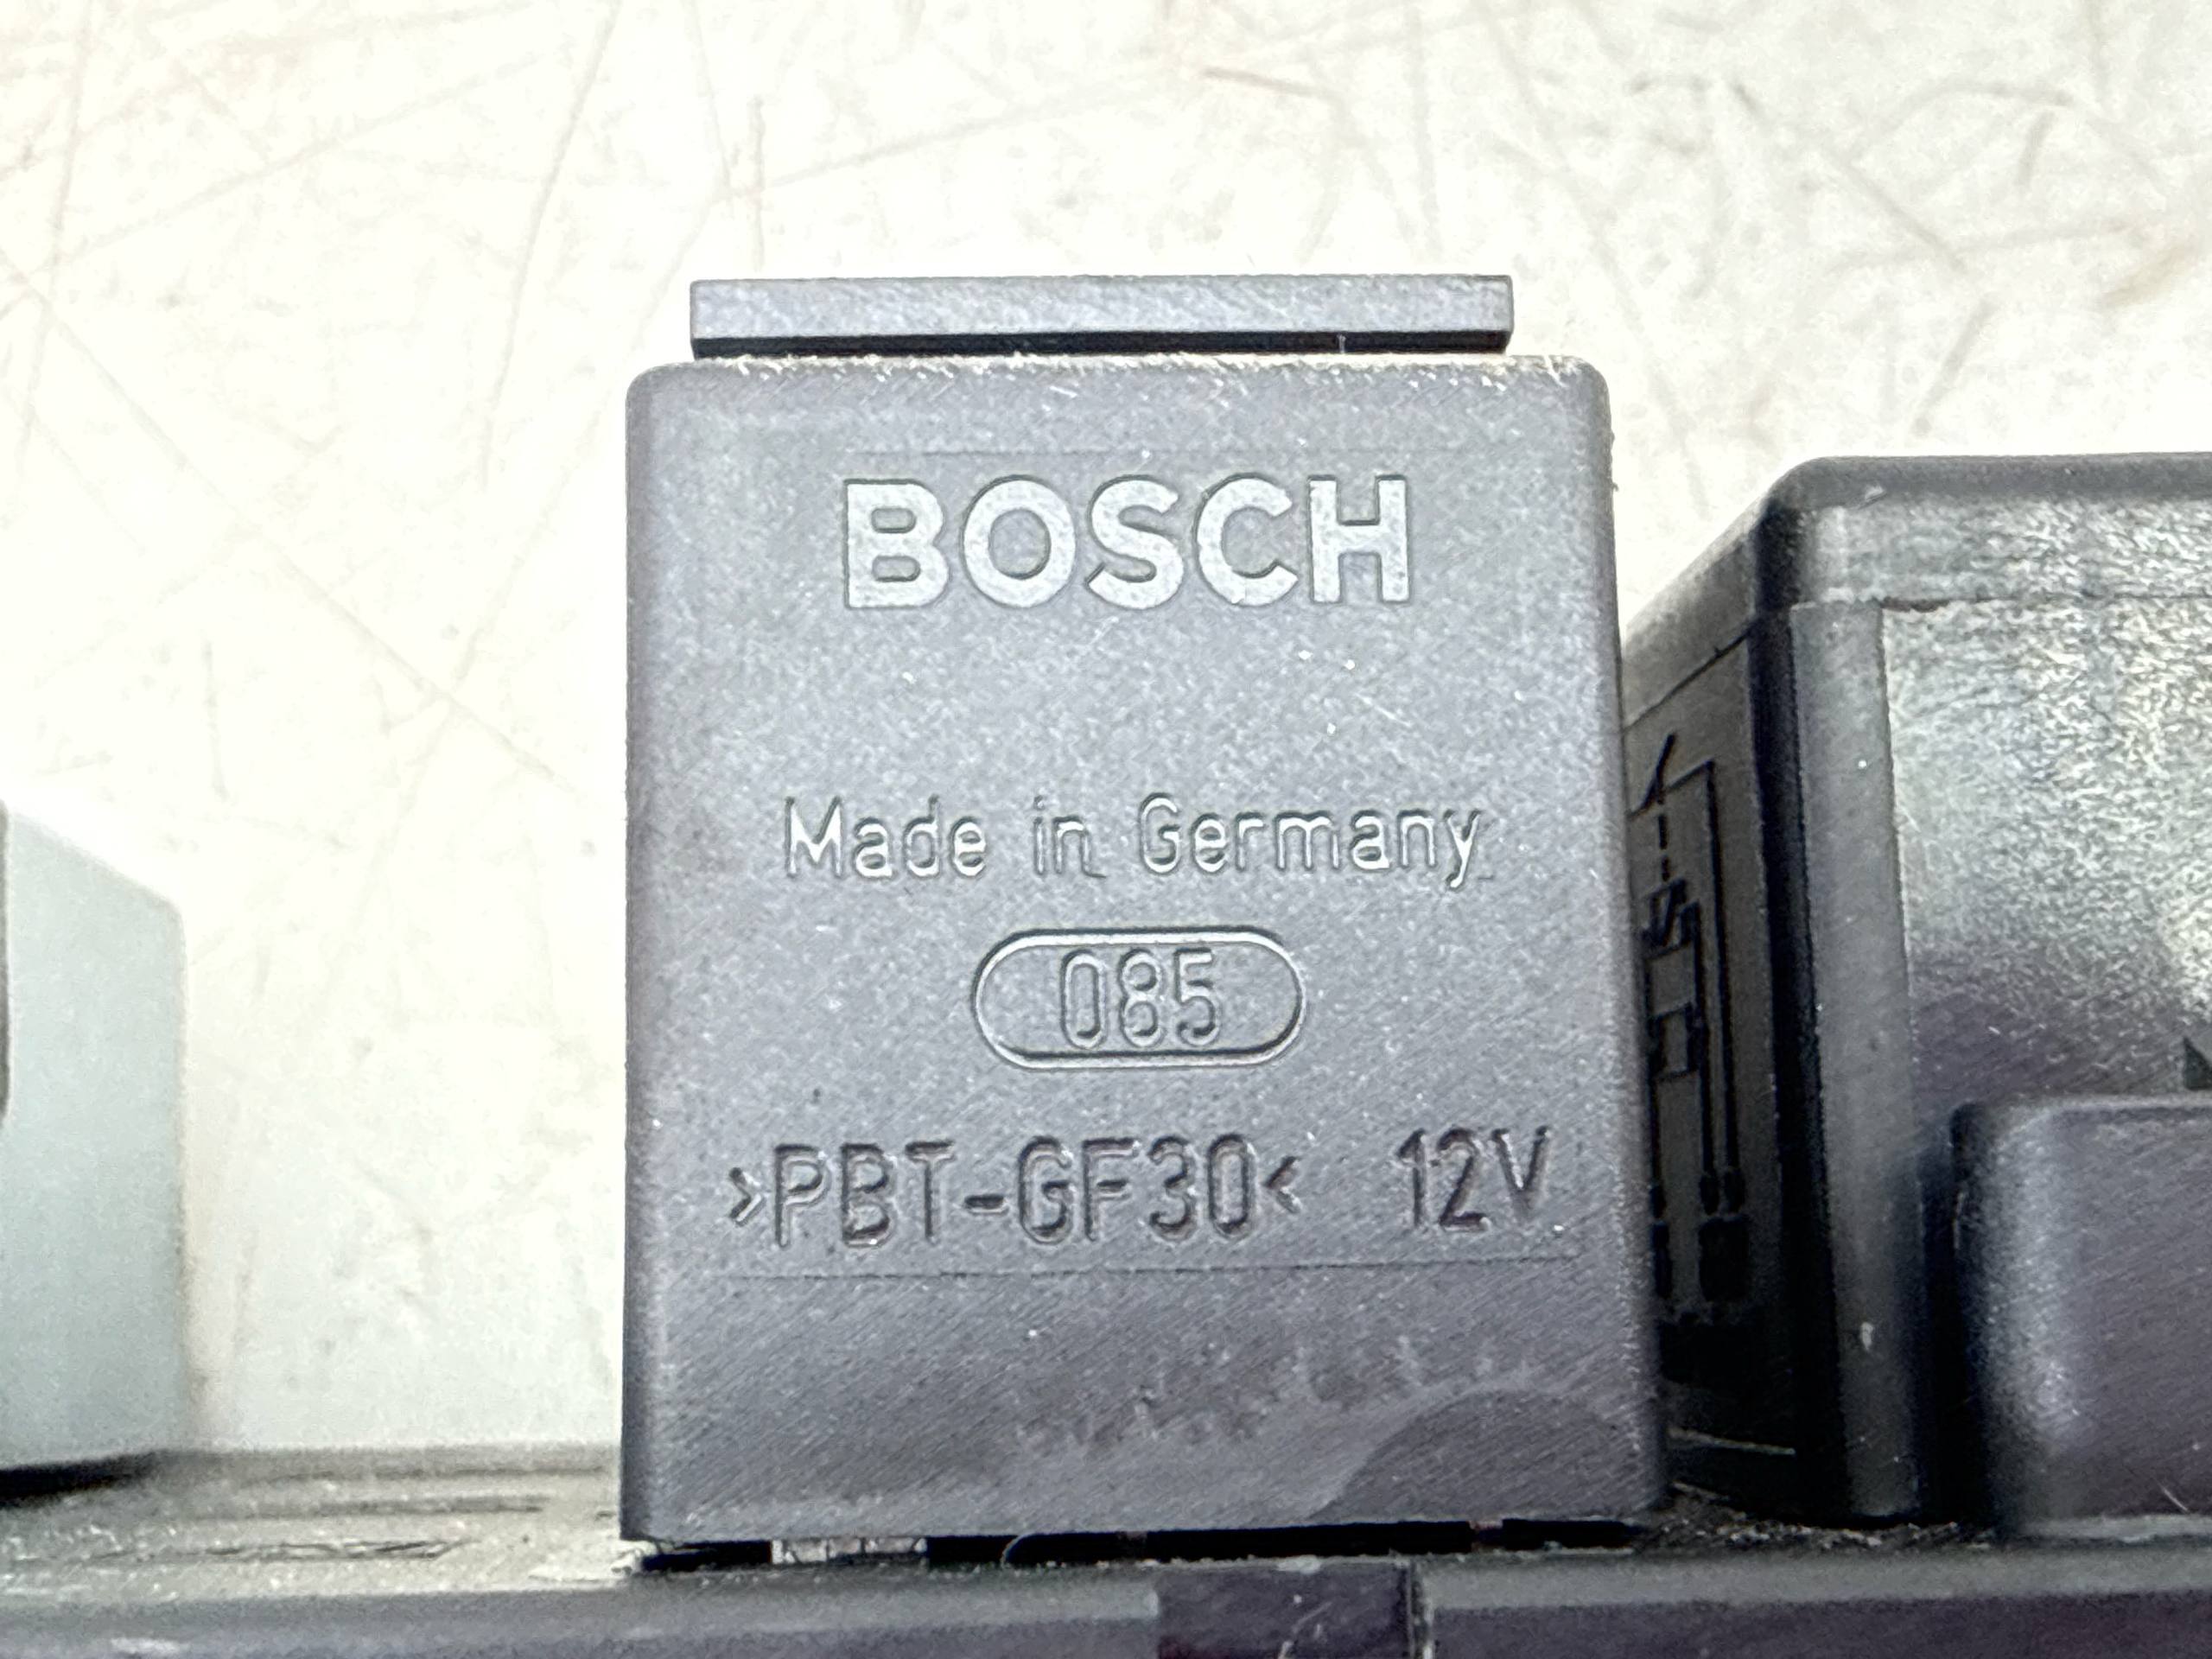 BOSCH
Made in Germany
085
>PBT-GF30< 12V